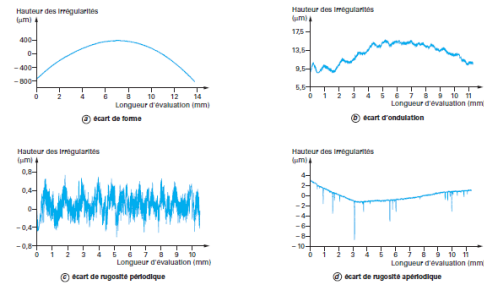 Hauteur des Irrégularités
(µm)
400
0
– 400
– 800
0 2 4 6 8 10 12 14
Longueur d'évaluation (mm)
a écart de forme
Hauteur des Irrégularités
(µm)
17,5
13,5
9,5
5,5
0 1 2 3 4 5 6 7 8 9 10 11
Longueur d'évaluation (mm)
b écart d'ondulation
Hauteur des Irrégularités
(µm)
0,8
0,4
0
– 0,4
– 0,8
0 1 2 3 4 5 6 7 8 9 10
Longueur d'évaluation (mm)
c écart de rugosité périodique
Hauteur des Irrégularités
(µm)
4
2
0
– 2
– 4
– 6
– 8
– 10
0 1 2 3 4 5 6 7 8 9 10 11
Longueur d'évaluation (mm)
d écart de rugosité apériodique